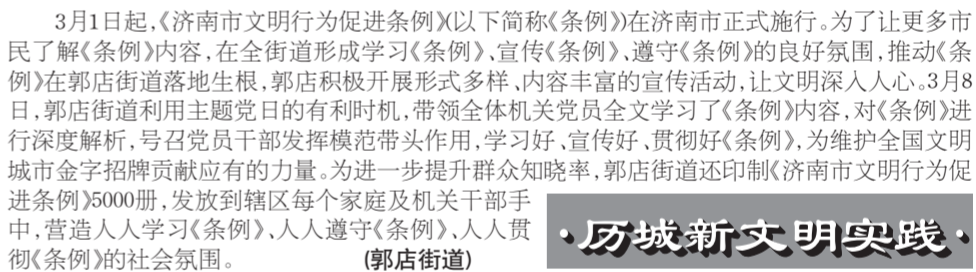 3月1日起，《济南市文明行为促进条例》(以下简称《条例》)在济南市正式施行。为了让更多市
民了解《条例》内容，在全街道形成学习《条例》、宣传《条例》、遵守《条例》的良好氛围，推动《条
例》在郭店街道落地生根，郭店积极开展形式多样、内容丰富的宣传活动，让文明深入人心。3月8
日，郭店街道利用主题党日的有利时机，带领全体机关党员全文学习了《条例》内容，对《条例》进
行深度解析，号召党员干部发挥模范带头作用，学习好、宣传好、贯彻好《条例》，为维护全国文明
城市金字招牌贡献应有的力量。为进一步提升群众知晓率，郭店街道还印制《济南市文明行为促
进条例》5000册，发放到辖区每个家庭及机关干部手
中，营造人人学习《条例》、人人遵守《条例》、人人贯
彻《条例》的社会氛围。 (郭店街道)
·历城新文明实践·